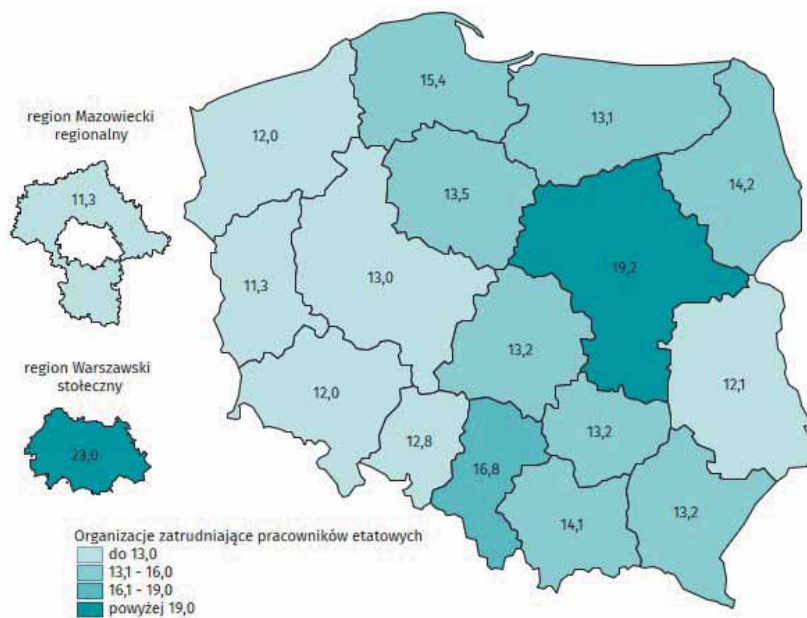 region Mazowiecki
regionalny
11,3
region Warszawski
stołeczny
23,0
15,4
13,1
12,0
14,2
13,5
19,2
13,0
11,3
13,2
12,1
12,0
12,8
13,2
16,8
14,1
13,2
Organizacje zatrudniające pracowników etatowych
do 13,0
13,1 - 16,0
16,1 - 19,0
powyżej 19,0